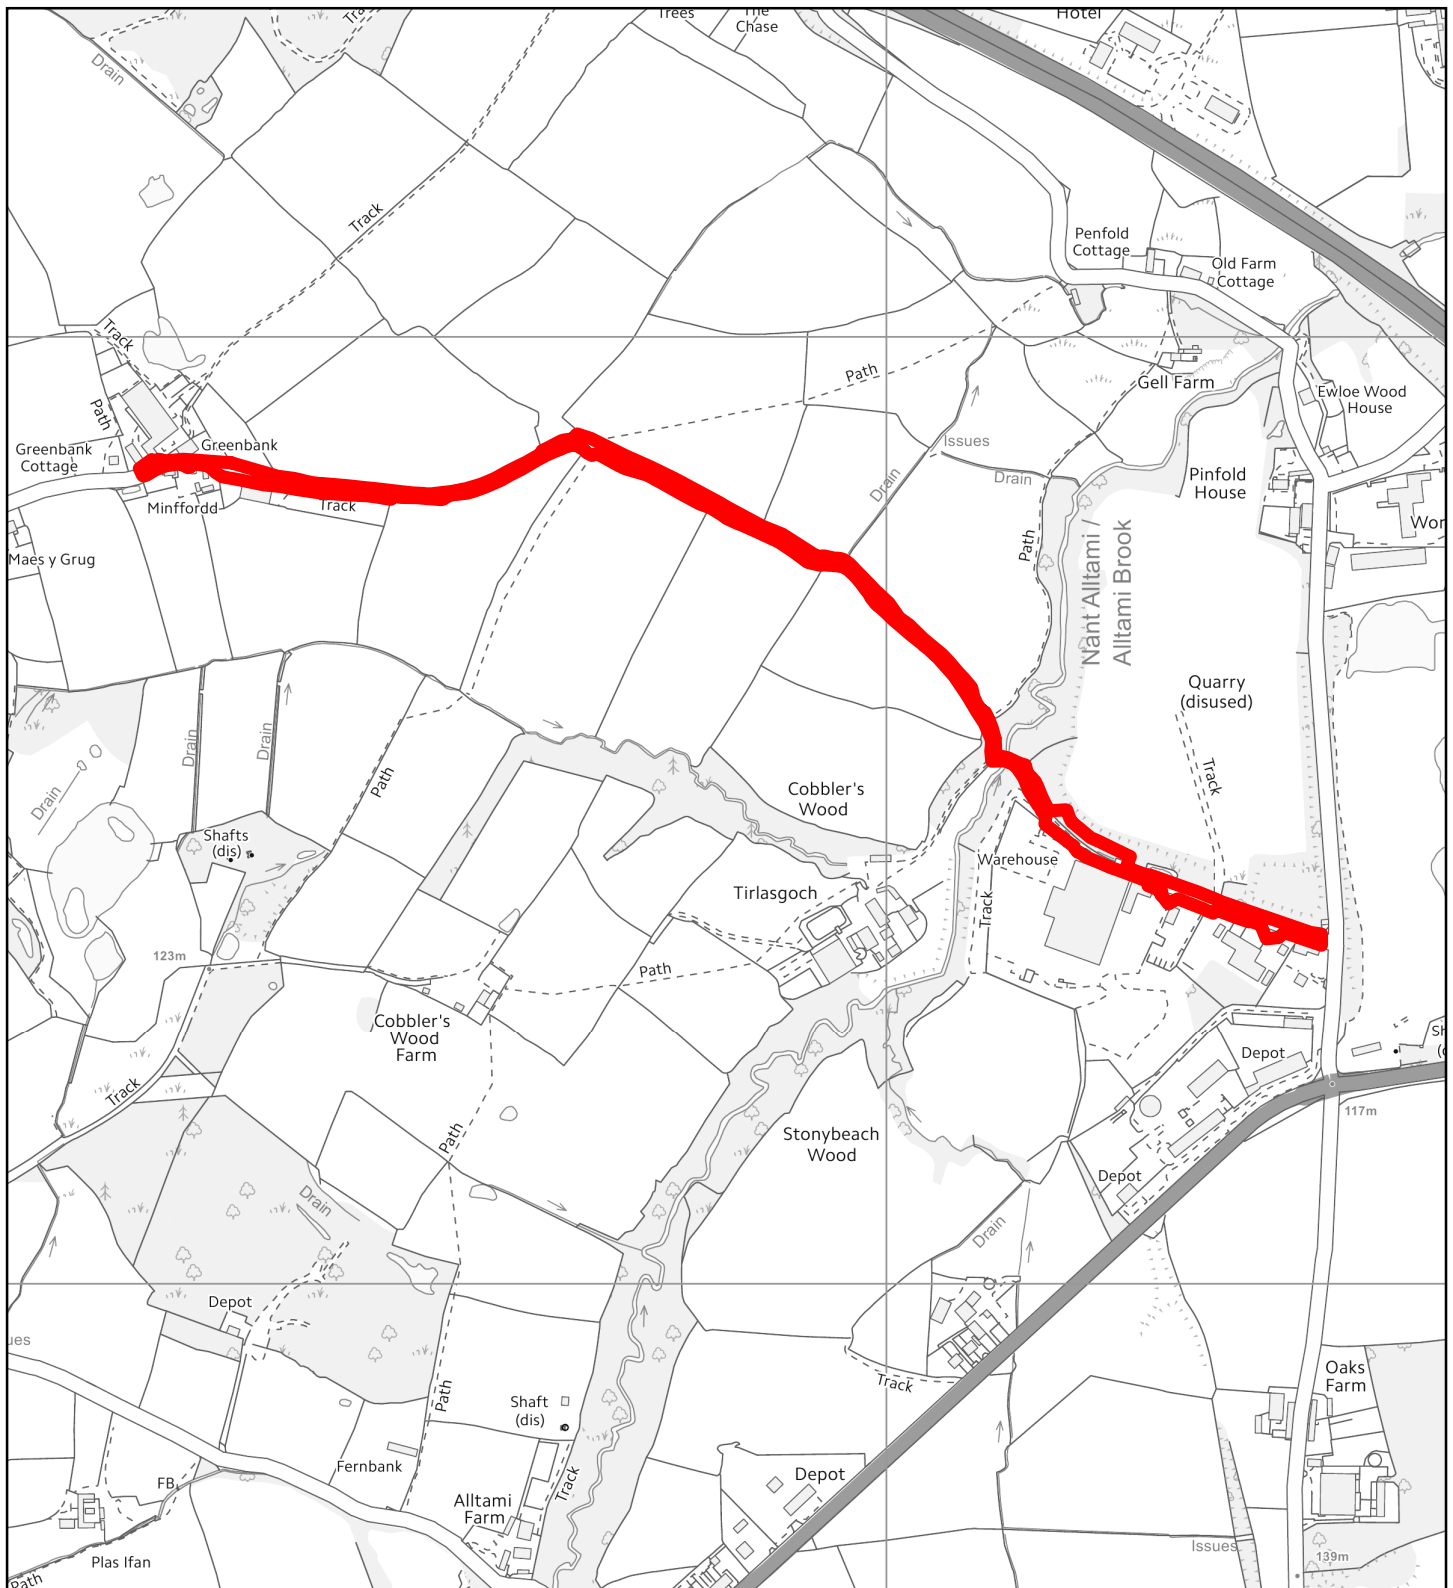 Hotel
Trees
The
Chase
Drain
Track
Penfold
Cottage
Old Farm
Cottage
Track
Path
Gell Farm
Ewloe Wood
House
Path
Greenbank
Greenbank
Cottage
Issues
Drain
Drain
Pinfold
House
Minffordd
Track
Maes y Grug
Path
Nant Alltami /
Alltami Brook
Quarry
(disused)
Track
Drain
Drain
Path
Drain
Cobbler's
Wood
Shafts
(dis)
Warehouse
Tirlasgoch
Track
123m
Path
Cobbler's
Wood
Farm
Depot
Track
117m
Path
Stonybeach
Wood
Depot
Drain
Drain
Depot
Oaks
Farm
Track
Path
Shaft
(dis)
Fernbank
Depot
FB
Track
Alltami
Farm
Issues
139m
Plas Ifan
Path